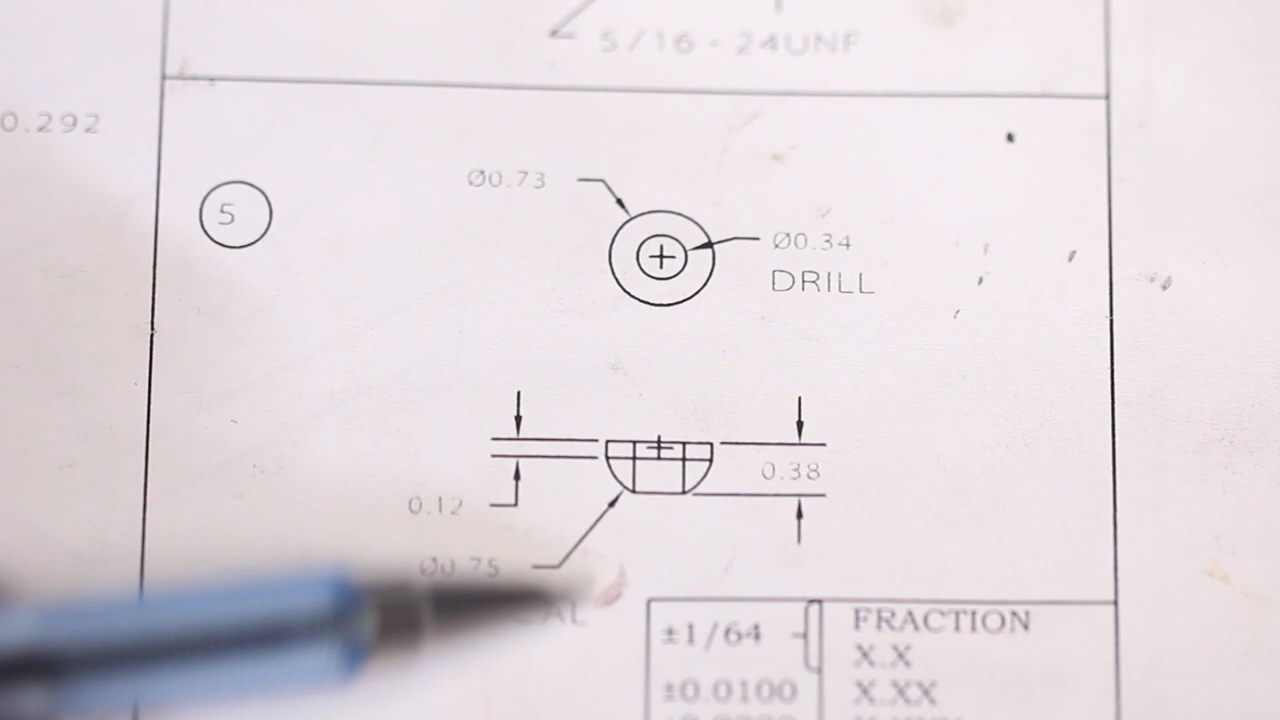 5/16-24UNF
0.292
5
Ø0.73
Ø0.34
DRILL
0.38
0.12
Ø0.75
±1/64
FRACTION
X.X
±0.0100
X.XX